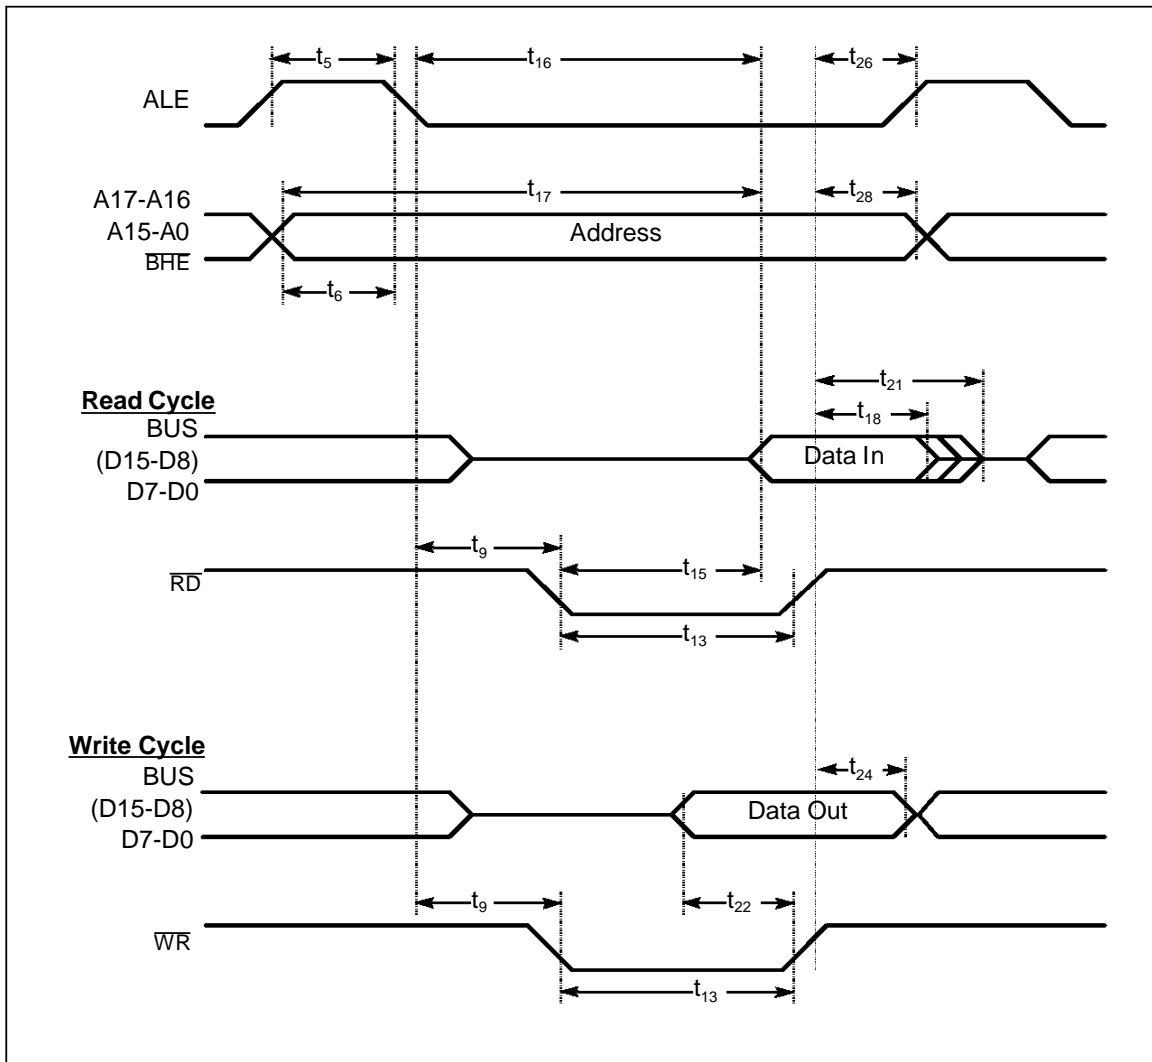 t5 t16 t26
ALE
A17-A16 t17 t28
A15-A0 Address
BHE
t6
t21
Read Cycle t18
BUS
(D15-D8) Data In
D7-D0
t9
RD t15
t13
Write Cycle
BUS t24
(D15-D8) Data Out
D7-D0
t9 t22
WR
t13